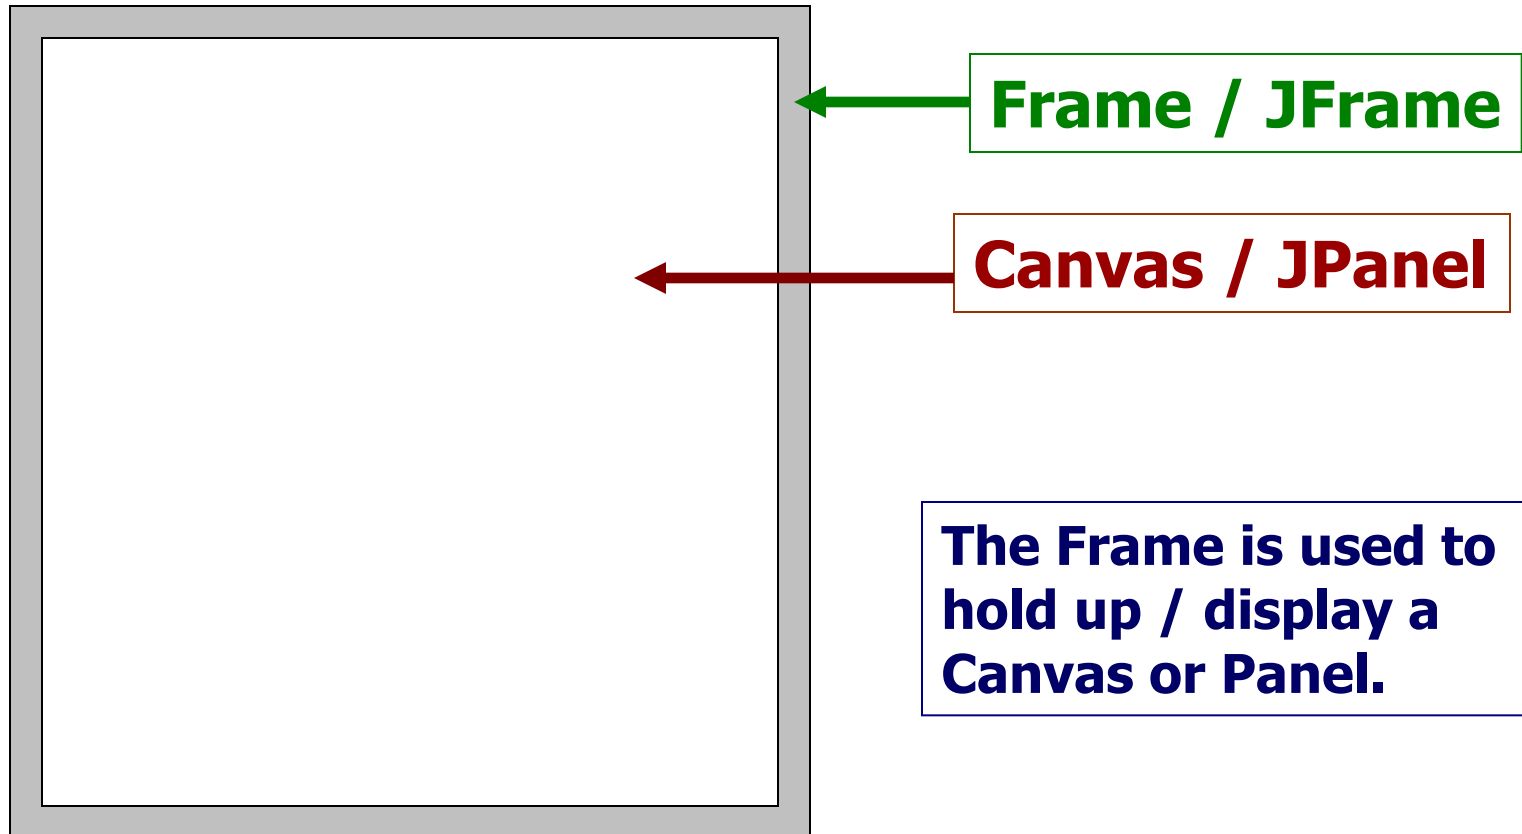 Frame / JFrame
Canvas / JPanel
The Frame is used to
hold up / display a
Canvas or Panel.